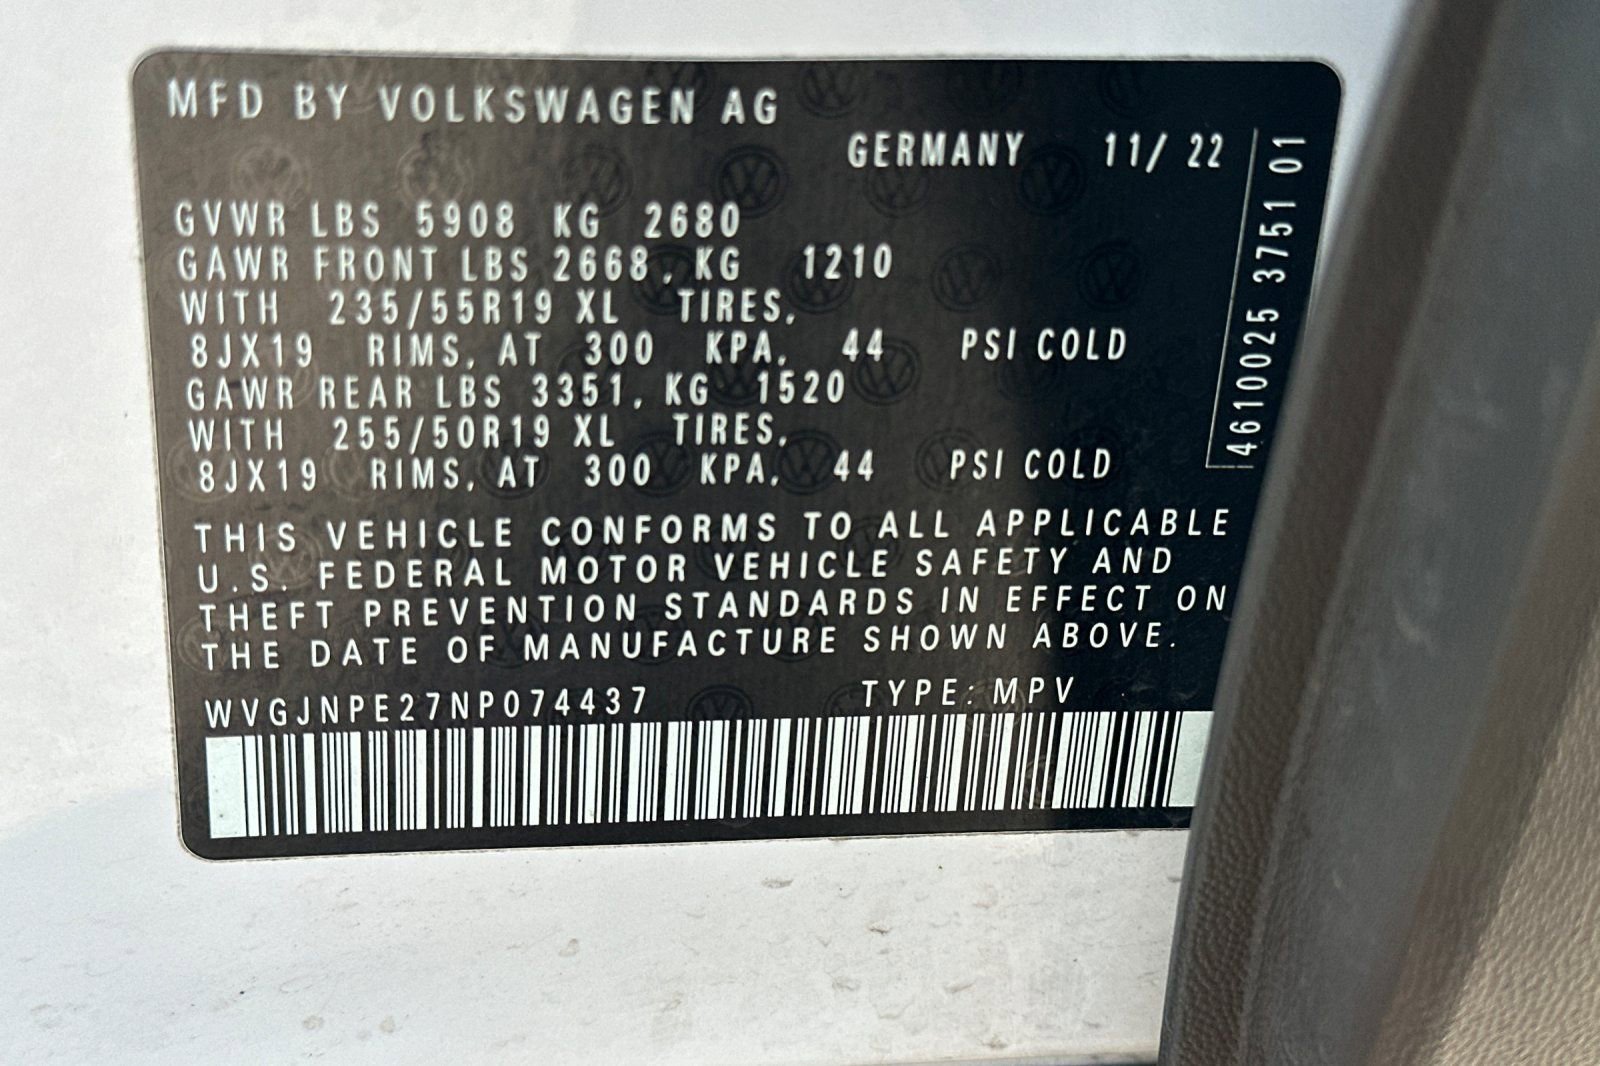 MFD BY VOLKSWAGEN AG
GERMANY 11/ 22
GVWR LBS 5908 KG 2680
GAWR FRONT LBS 2668, KG 1210
WITH 235/55R19 XL TIRES,
8JX19 RIMS, AT 300 KPA, 44 PSI COLD
GAWR REAR LBS 3351, KG 1520
WITH 255/50R19 XL TIRES,
8JX19 RIMS, AT 300 KPA, 44 PSI COLD
THIS VEHICLE CONFORMS TO ALL APPLICABLE
U.S. FEDERAL MOTOR VEHICLE SAFETY AND
THEFT PREVENTION STANDARDS IN EFFECT ON
THE DATE OF MANUFACTURE SHOWN ABOVE.
WVGJNPE27NP074437 TYPE: MPV
4610025 3751 01